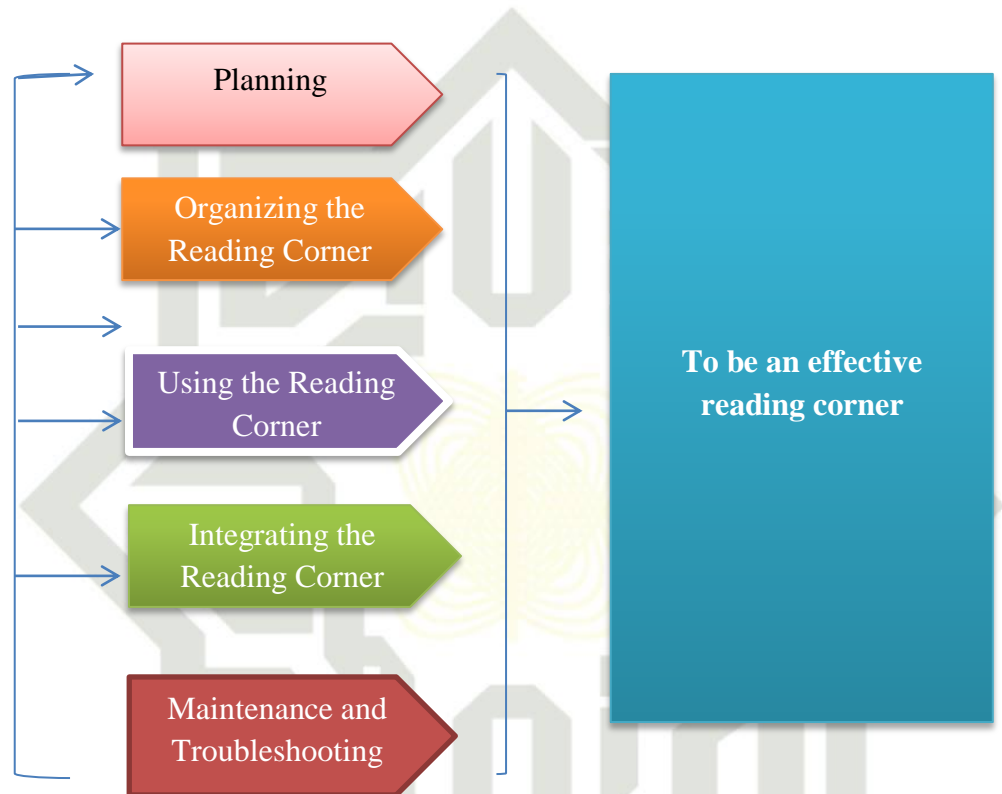 Planning
Organizing the
Reading Corner
Using the Reading
Corner
Integrating the
Reading Corner
Maintenance and
Troubleshooting
To be an effective
reading corner